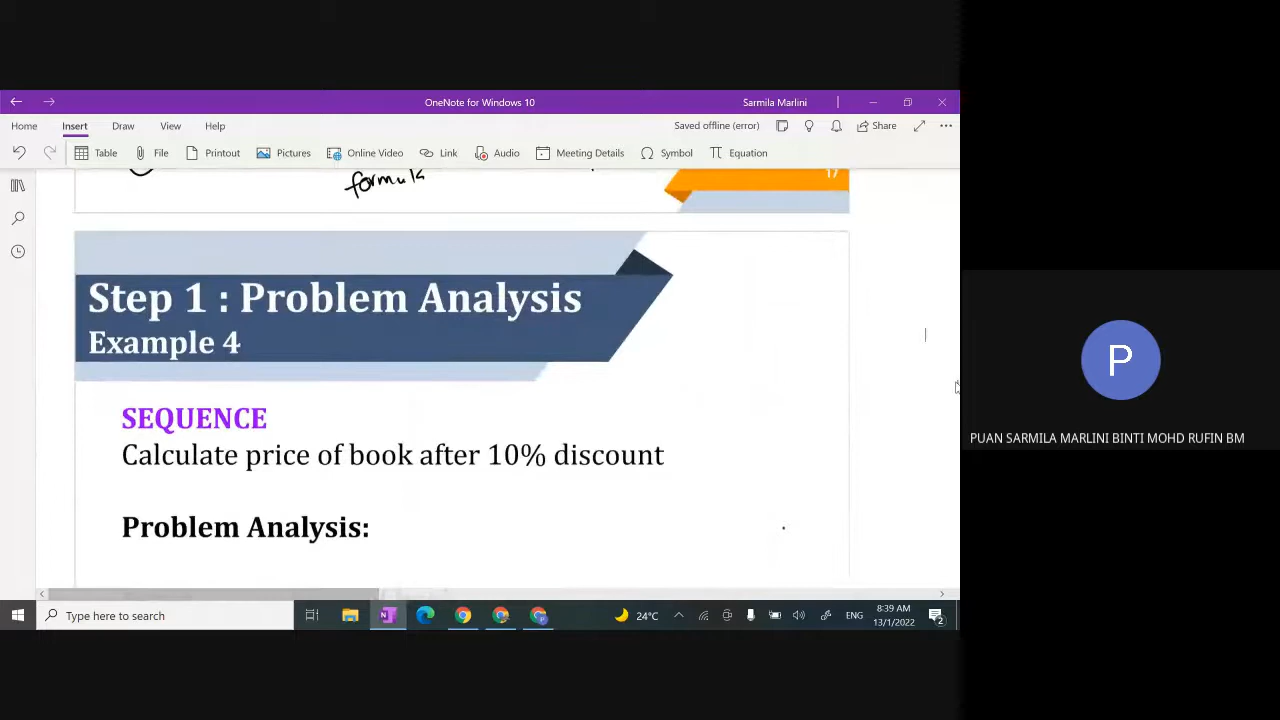 OneNote for Windows 10
Sarmila Marlini
Home
Insert
Draw
View
Help
Saved offline (error)
Share
Table
File
Printout
Pictures
Online Video
Link
Audio
Meeting Details
Symbol
Equation
formula
17
Step 1 : Problem Analysis
Example 4
SEQUENCE
Calculate price of book after 10% discount
Problem Analysis:
P
PUAN SARMILA MARLINI BINTI MOHD RUFIN BM
Type here to search
24°C
ENG
8:39 AM
13/1/2022
2